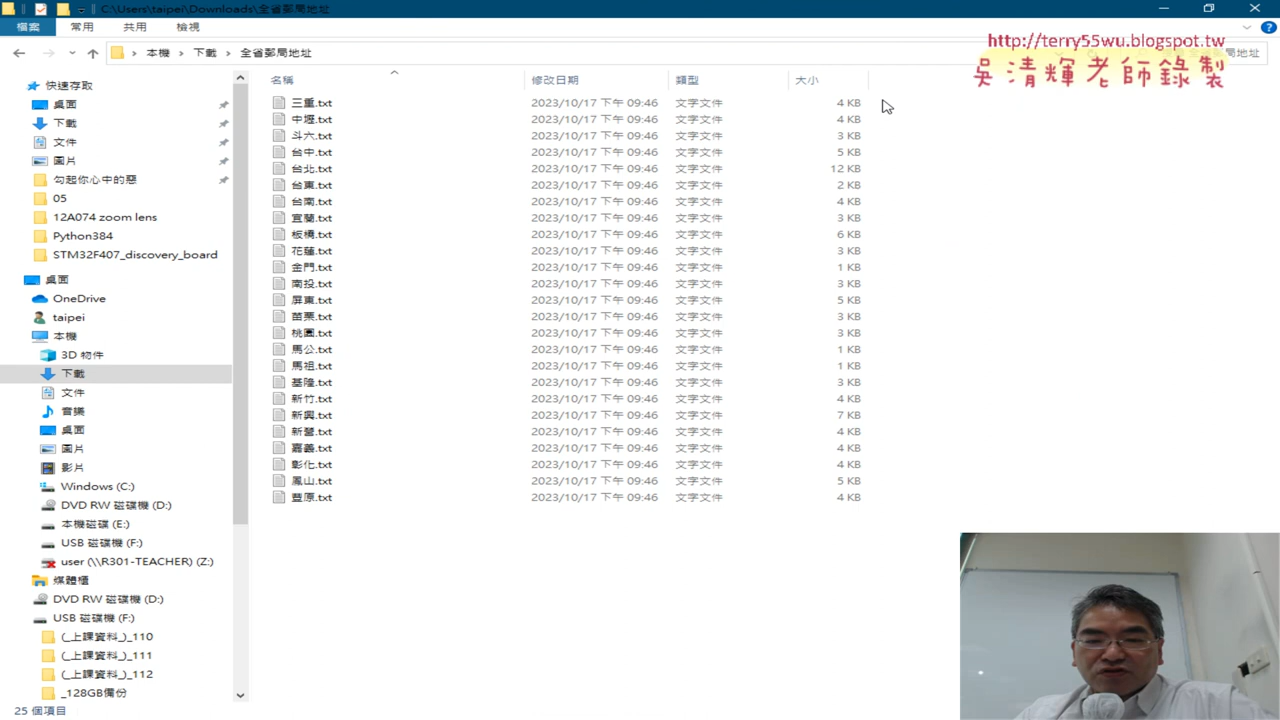 C:\Users\taipei\Downloads\全省郵局地址
檔案 常用 共用 檢視
本機 下載 全省郵局地址
http://terry55wu.blogspot.tw
吳清輝老師錄製
名稱 修改日期 類型 大小
快速存取
桌面
下載
文件
圖片
勾起你心中的惡
05
12A074 zoom lens
Python384
STM32F407_discovery_board
桌面
OneDrive
taipei
本機
3D 物件
下載
文件
音樂
桌面
圖片
影片
Windows (C:)
DVD RW 磁碟機 (D:)
本機磁碟 (E:)
USB 磁碟機 (F:)
user (\\R301-TEACHER) (Z:)
媒體櫃
DVD RW 磁碟機 (D:)
USB 磁碟機 (F:)
(_上課資料_)_110
(_上課資料_)_111
(_上課資料_)_112
_128GB備份
三重.txt 2023/10/17 下午 09:46 文字文件 4 KB
中壢.txt 2023/10/17 下午 09:46 文字文件 4 KB
斗六.txt 2023/10/17 下午 09:46 文字文件 3 KB
台中.txt 2023/10/17 下午 09:46 文字文件 5 KB
台北.txt 2023/10/17 下午 09:46 文字文件 12 KB
台東.txt 2023/10/17 下午 09:46 文字文件 2 KB
台南.txt 2023/10/17 下午 09:46 文字文件 4 KB
宜蘭.txt 2023/10/17 下午 09:46 文字文件 3 KB
板橋.txt 2023/10/17 下午 09:46 文字文件 6 KB
花蓮.txt 2023/10/17 下午 09:46 文字文件 3 KB
金門.txt 2023/10/17 下午 09:46 文字文件 1 KB
南投.txt 2023/10/17 下午 09:46 文字文件 3 KB
屏東.txt 2023/10/17 下午 09:46 文字文件 5 KB
苗栗.txt 2023/10/17 下午 09:46 文字文件 3 KB
桃園.txt 2023/10/17 下午 09:46 文字文件 3 KB
馬公.txt 2023/10/17 下午 09:46 文字文件 1 KB
馬祖.txt 2023/10/17 下午 09:46 文字文件 1 KB
基隆.txt 2023/10/17 下午 09:46 文字文件 3 KB
新竹.txt 2023/10/17 下午 09:46 文字文件 4 KB
新興.txt 2023/10/17 下午 09:46 文字文件 7 KB
新營.txt 2023/10/17 下午 09:46 文字文件 4 KB
嘉義.txt 2023/10/17 下午 09:46 文字文件 4 KB
彰化.txt 2023/10/17 下午 09:46 文字文件 4 KB
鳳山.txt 2023/10/17 下午 09:46 文字文件 5 KB
豐原.txt 2023/10/17 下午 09:46 文字文件 4 KB
25 個項目